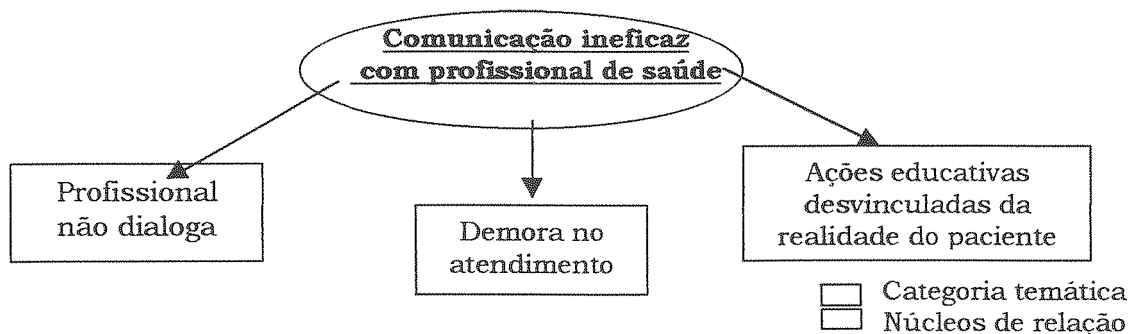 Comunicação ineficaz
com profissional de saúde
Profissional
não dialoga
Demora no
atendimento
Ações educativas
desvinculadas da
realidade do paciente
Categoria temática
Núcleos de relação